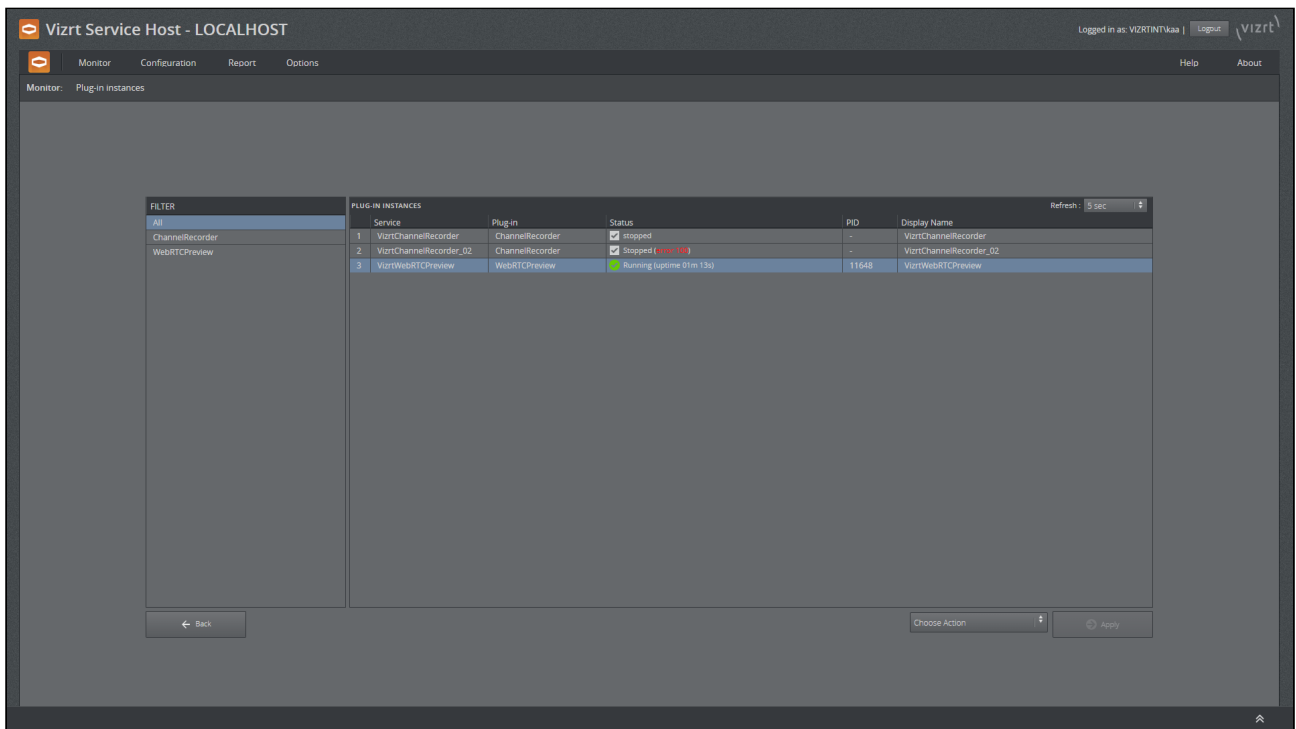 Vizrt Service Host - LOCALHOST
Logged in as: VIZRTINT\kaa | Logout
vizrt
Monitor Configuration Report Options Help About
Monitor: Plug-in instances
FILTER
All
ChannelRecorder
WebRTCPreview
PLUG-IN INSTANCES Refresh : 5 sec
Service Plug-in Status PID Display Name
1 VizrtChannelRecorder ChannelRecorder stopped - VizrtChannelRecorder
2 VizrtChannelRecorder_02 ChannelRecorder Stopped ( ) - VizrtChannelRecorder_02
3 VizrtWebRTCPreview WebRTCPreview Running (uptime 01m 13s) 11648 VizrtWebRTCPreview
Back
Choose Action
Apply